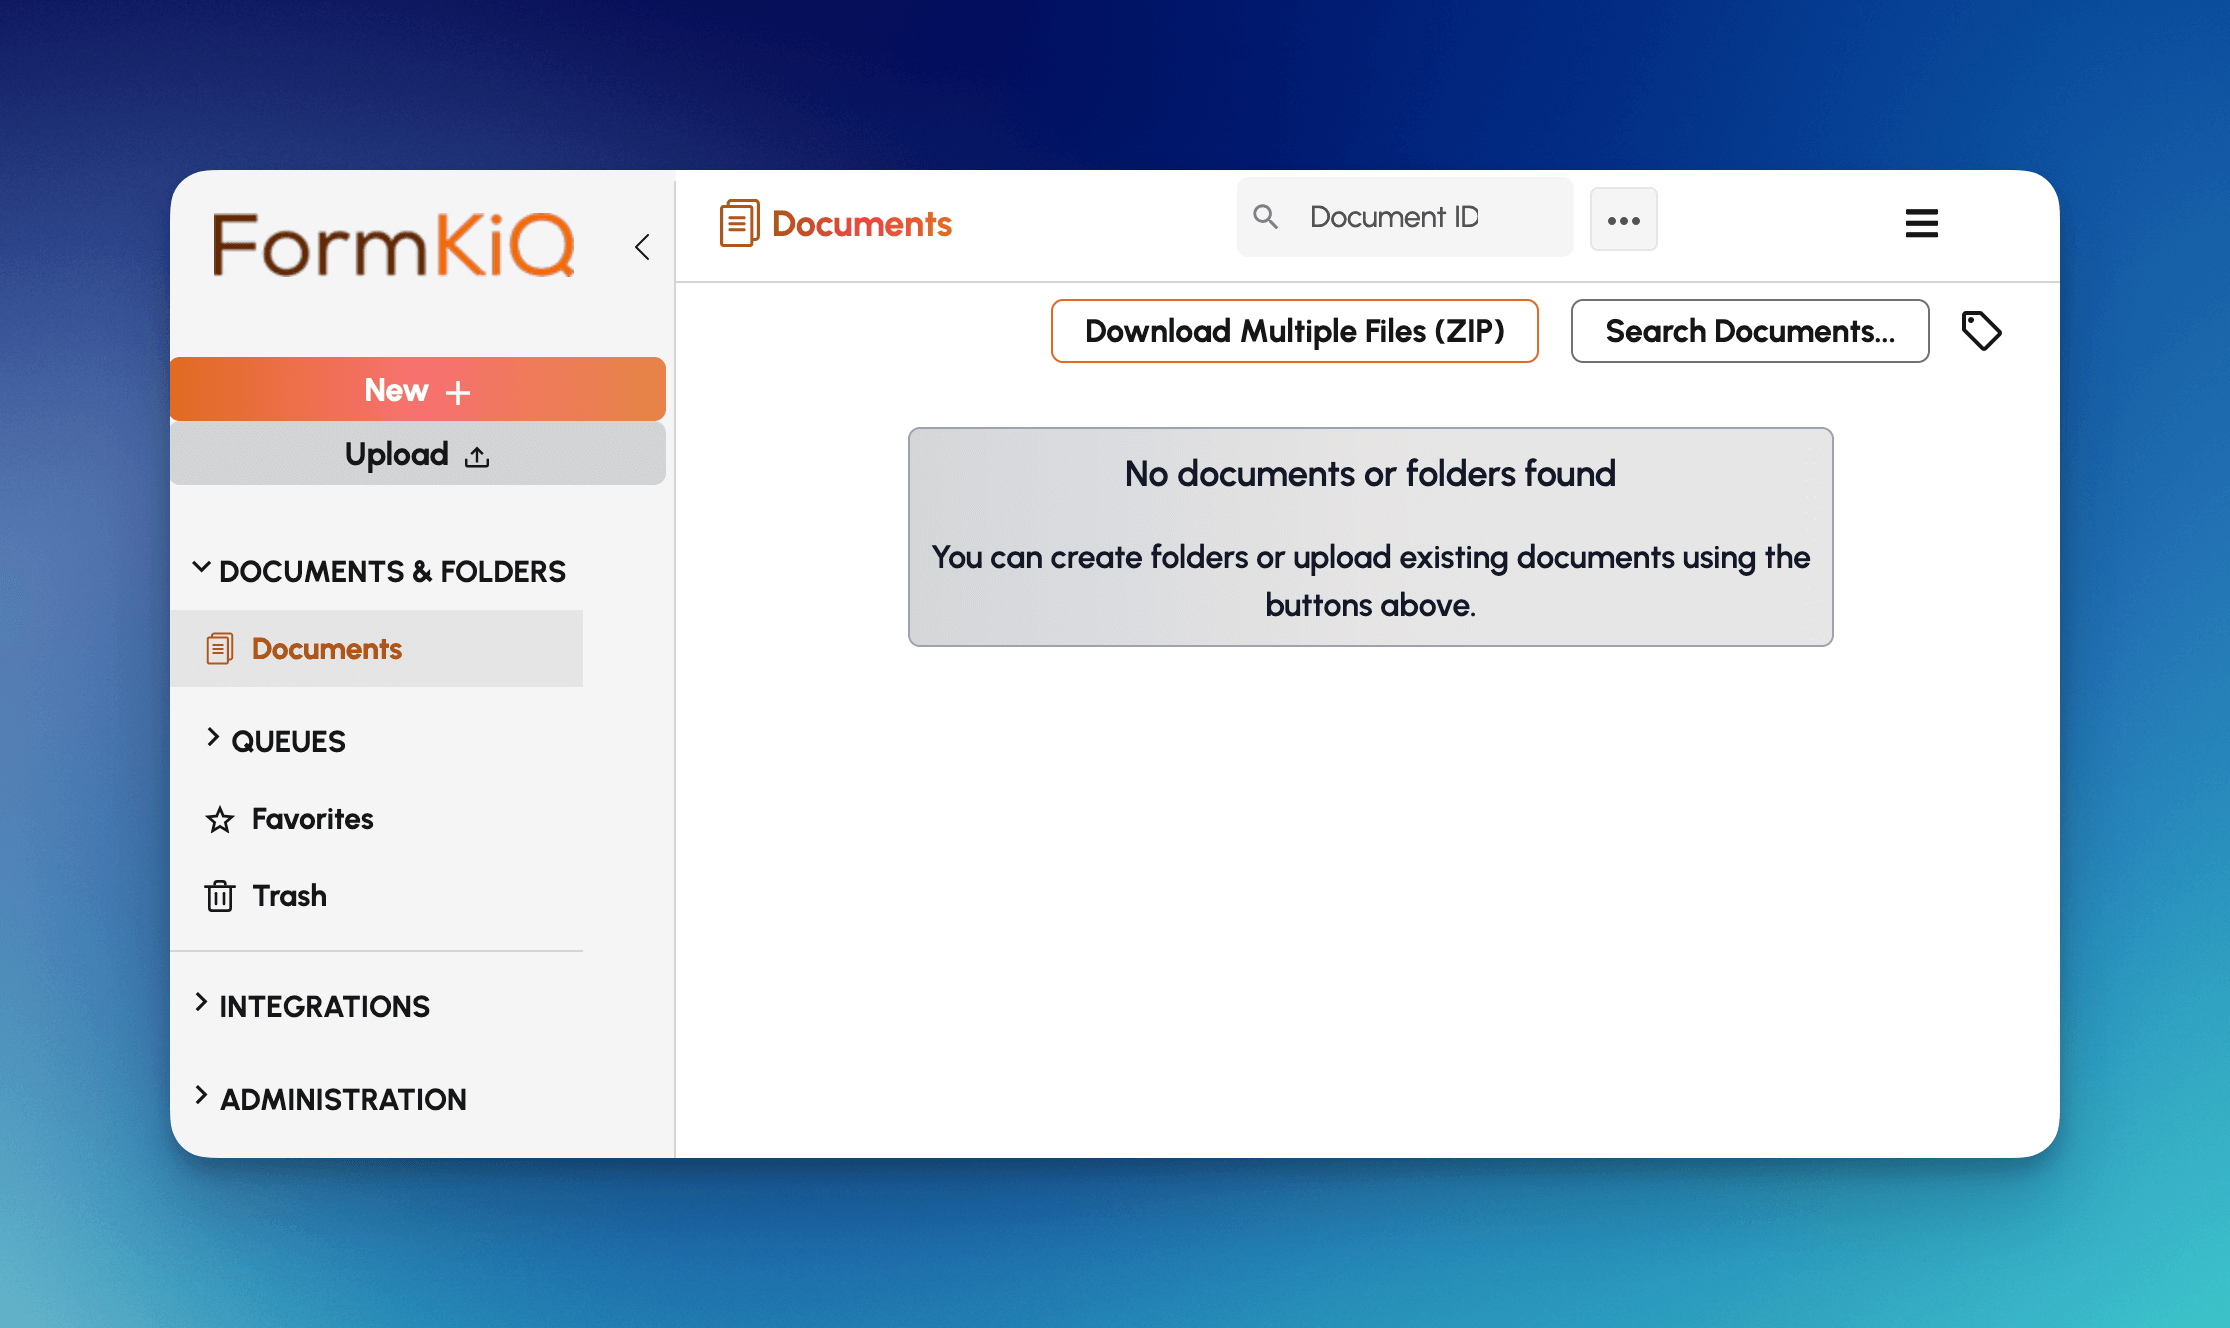 FormKiQ
New
Upload
DOCUMENTS & FOLDERS
Documents
QUEUES
Favorites
Trash
INTEGRATIONS
ADMINISTRATION
Documents
Document ID
Download Multiple Files (ZIP)
Search Documents...
No documents or folders found
You can create folders or upload existing documents using the
buttons above.